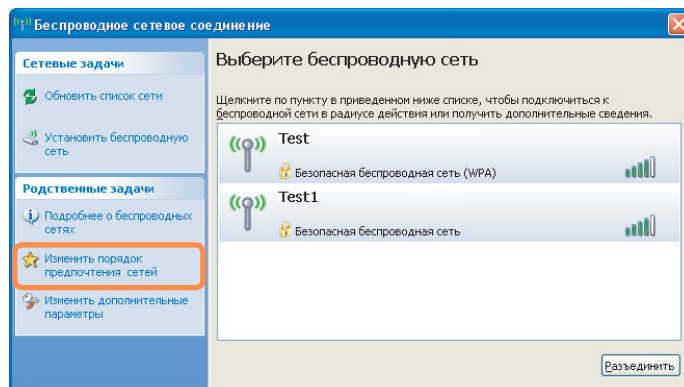 Беспроводное сетевое соединение
Сетевые задачи
Обновить список сети
Установить беспроводную
сеть
Родственные задачи
Подробнее о беспроводных
сетях
Изменить порядок
предпочтения сетей
Изменить дополнительные
параметры
Выберите беспроводную сеть
Щелкните по пункту в приведенном ниже списке, чтобы подключиться к
беспроводной сети в радиусе действия или получить дополнительные сведения.
Test
Безопасная беспроводная сеть (WPA)
Test1
Безопасная беспроводная сеть
Разъединить